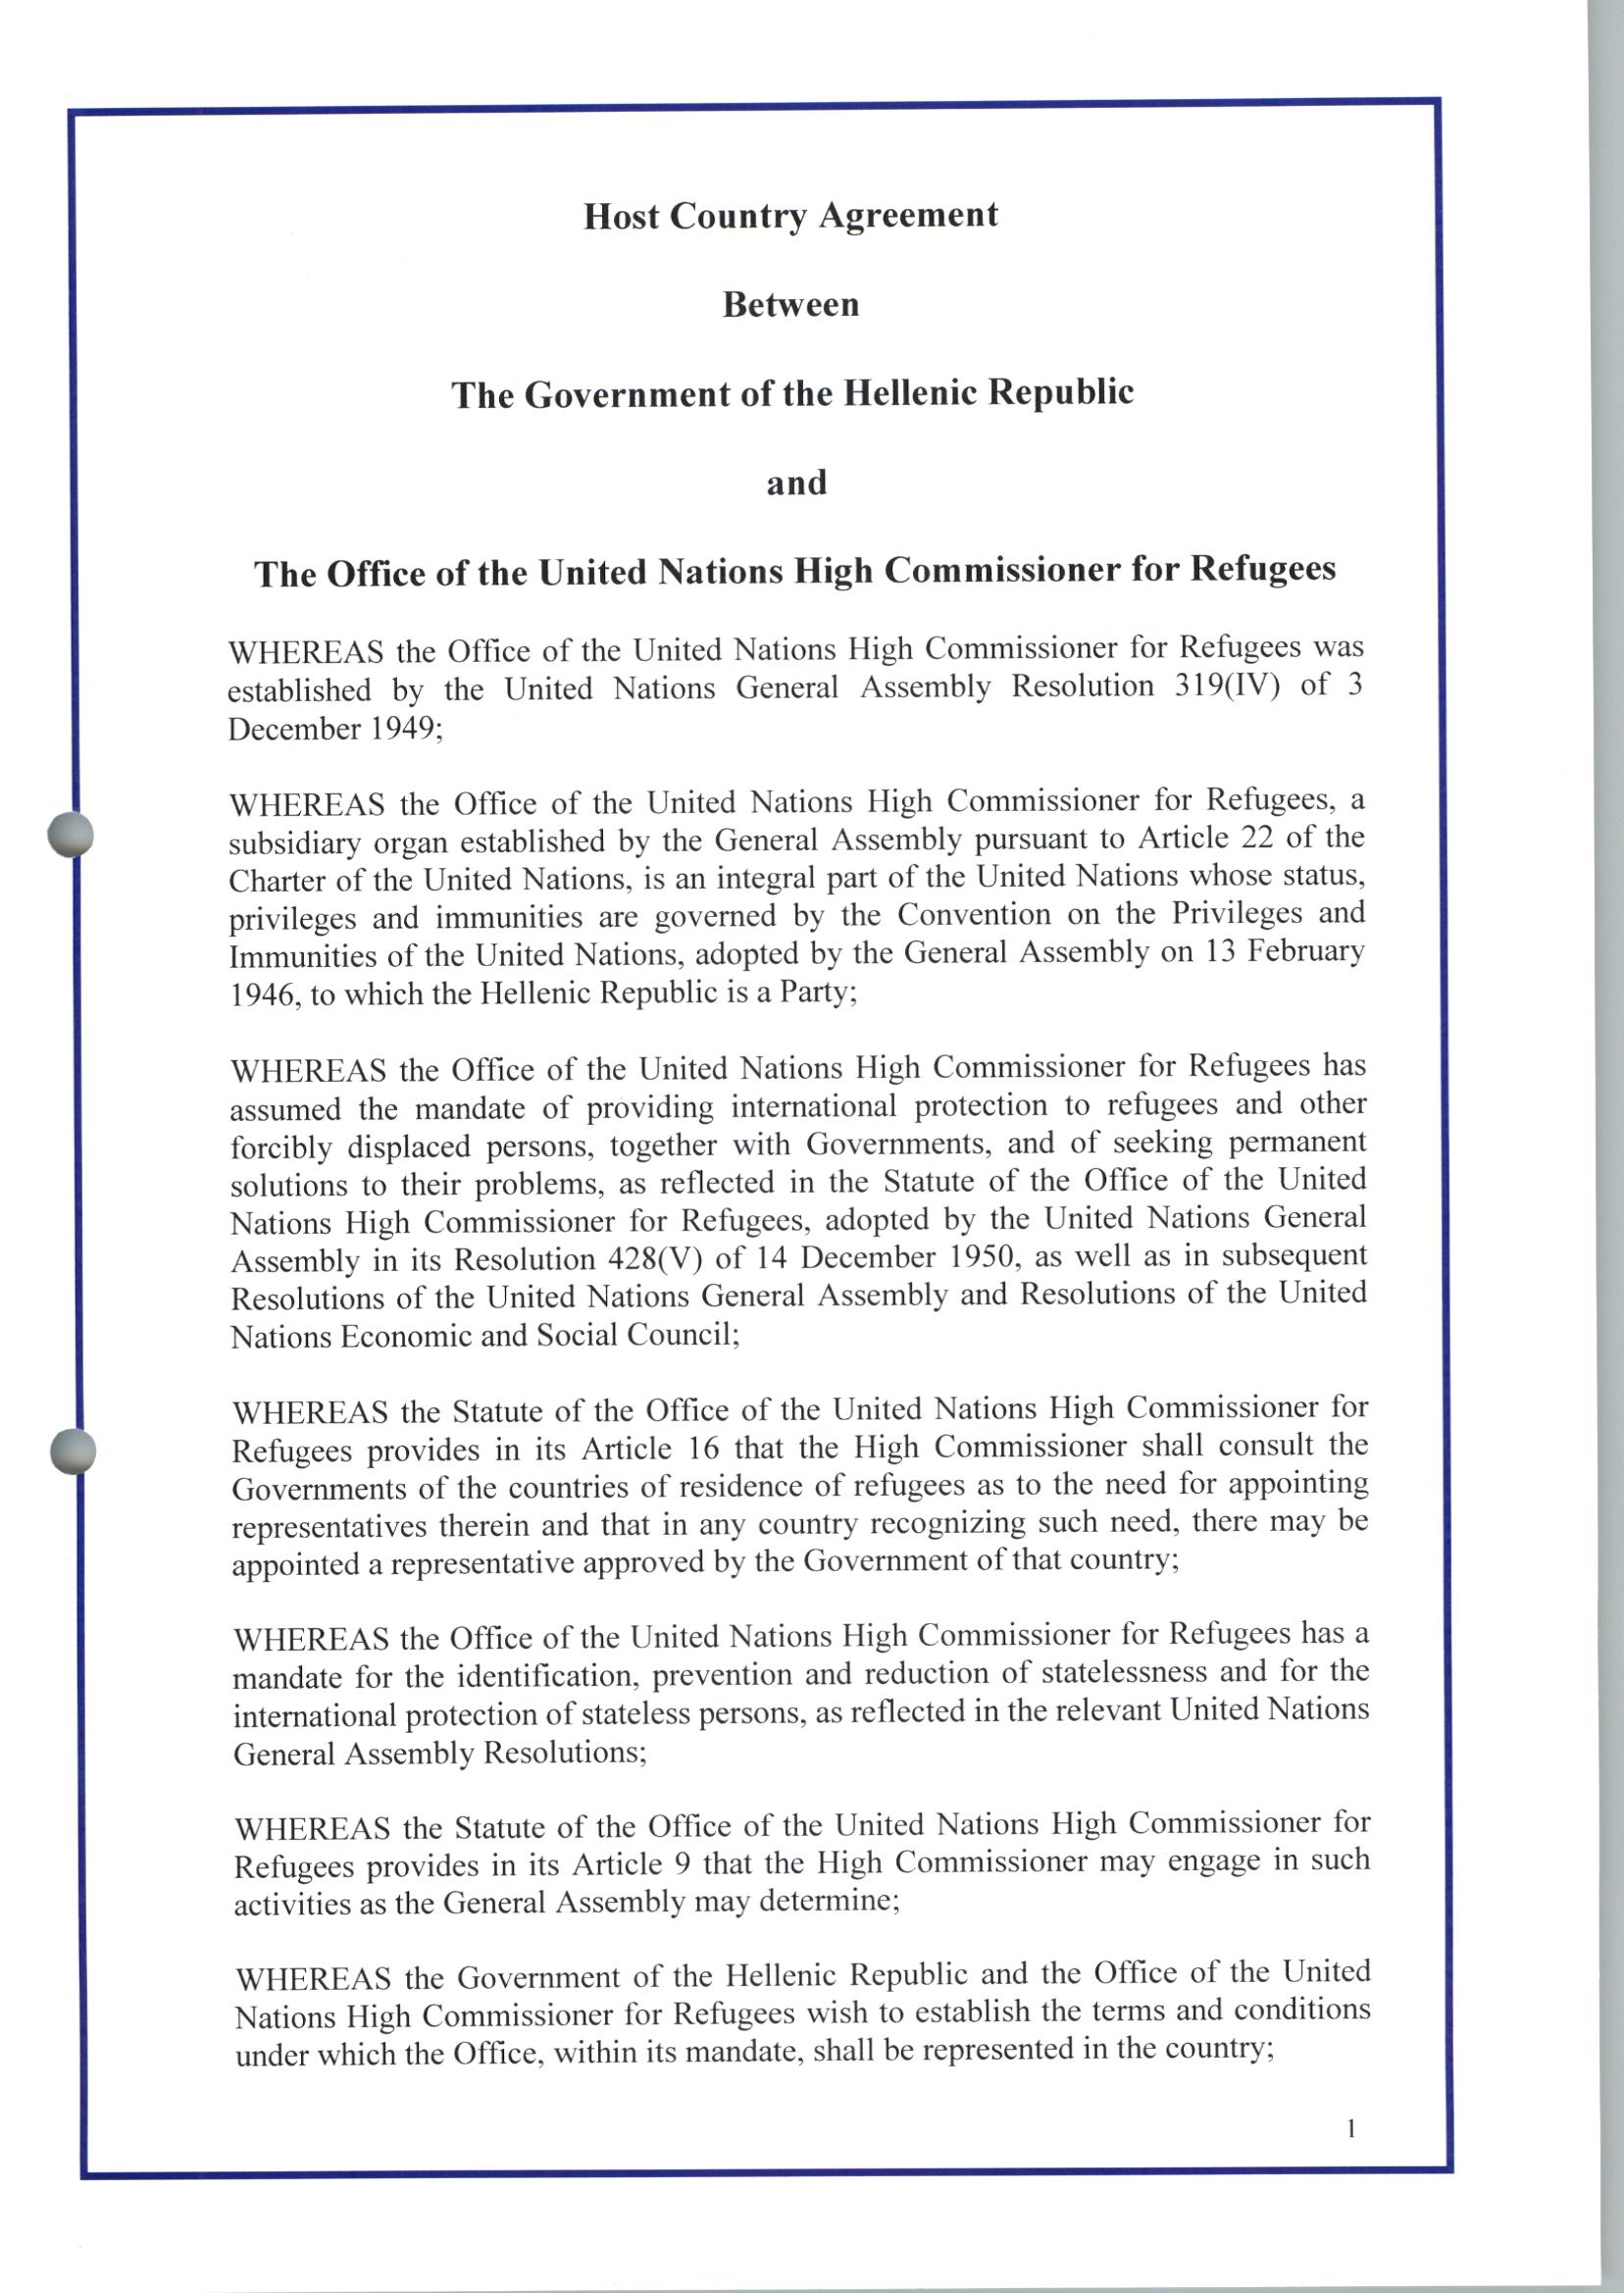 Host Country Agreement
Between
The Government of the Hellenic Republic
and
The Office of the United Nations High Commissioner for Refugees
WHEREAS the Office of the United Nations High Commissioner for Refugees was
established by the United Nations General Assembly Resolution 319(IV) of 3
December 1949;
WHEREAS the Office of the United Nations High Commissioner for Refugees, a
subsidiary organ established by the General Assembly pursuant to Article 22 of the
Charter of the United Nations, is an integral part of the United Nations whose status,
privileges and immunities are governed by the Convention on the Privileges and
Immunities of the United Nations, adopted by the General Assembly on 13 February
1946, to which the Hellenic Republic is a Party;
WHEREAS the Office of the United Nations High Commissioner for Refugees has
assumed the mandate of providing international protection to refugees and other
forcibly displaced persons, together with Governments, and of seeking permanent
solutions to their problems, as reflected in the Statute of the Office of the United
Nations High Commissioner for Refugees, adopted by the United Nations General
Assembly in its Resolution 428(V) of 14 December 1950, as well as in subsequent
Resolutions of the United Nations General Assembly and Resolutions of the United
Nations Economic and Social Council;
WHEREAS the Statute of the Office of the United Nations High Commissioner for
Refugees provides in its Article 16 that the High Commissioner shall consult the
Governments of the countries of residence of refugees as to the need for appointing
representatives therein and that in any country recognizing such need, there may be
appointed a representative approved by the Government of that country;
WHEREAS the Office of the United Nations High Commissioner for Refugees has a
mandate for the identification, prevention and reduction of statelessness and for the
international protection of stateless persons, as reflected in the relevant United Nations
General Assembly Resolutions;
WHEREAS the Statute of the Office of the United Nations High Commissioner for
Refugees provides in its Article 9 that the High Commissioner may engage in such
activities as the General Assembly may determine;
WHEREAS the Government of the Hellenic Republic and the Office of the United
Nations High Commissioner for Refugees wish to establish the terms and conditions
under which the Office, within its mandate, shall be represented in the country;
1